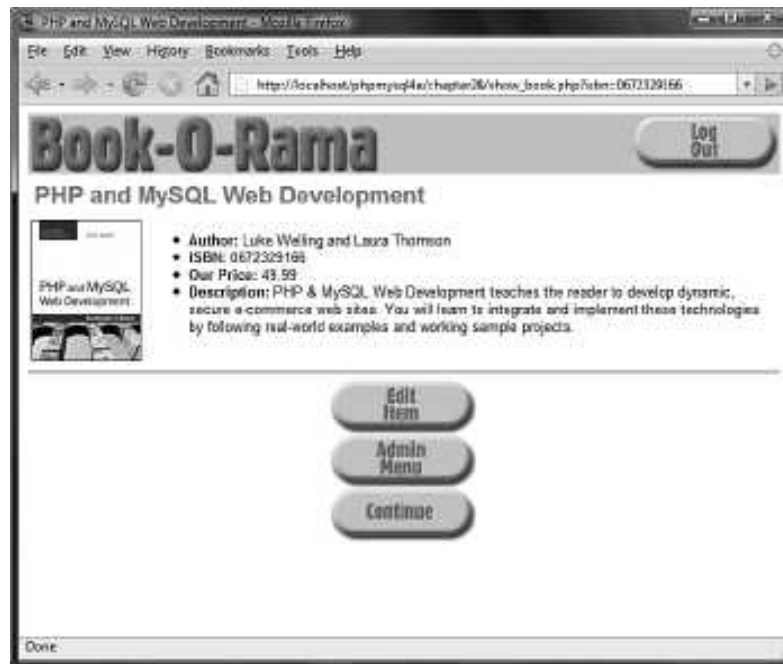 PHP and MySQL Web Development - Mozilla Firefox
File Edit View History Bookmarks Tools Help
http://localhost/phpmysql4e/chapter28/show_book.php?isbn=0672329166
Book-O-Rama
Log
Out
PHP and MySQL Web Development
PHP and MySQL
Web Development
• Author: Luke Welling and Laura Thomson
• ISBN: 0672329166
• Our Price: 49.99
• Description: PHP & MySQL Web Development teaches the reader to develop dynamic,
secure e-commerce web sites. You will learn to integrate and implement these technologies
by following real-world examples and working sample projects.
Edit
Item
Admin
Menu
Continue
Done